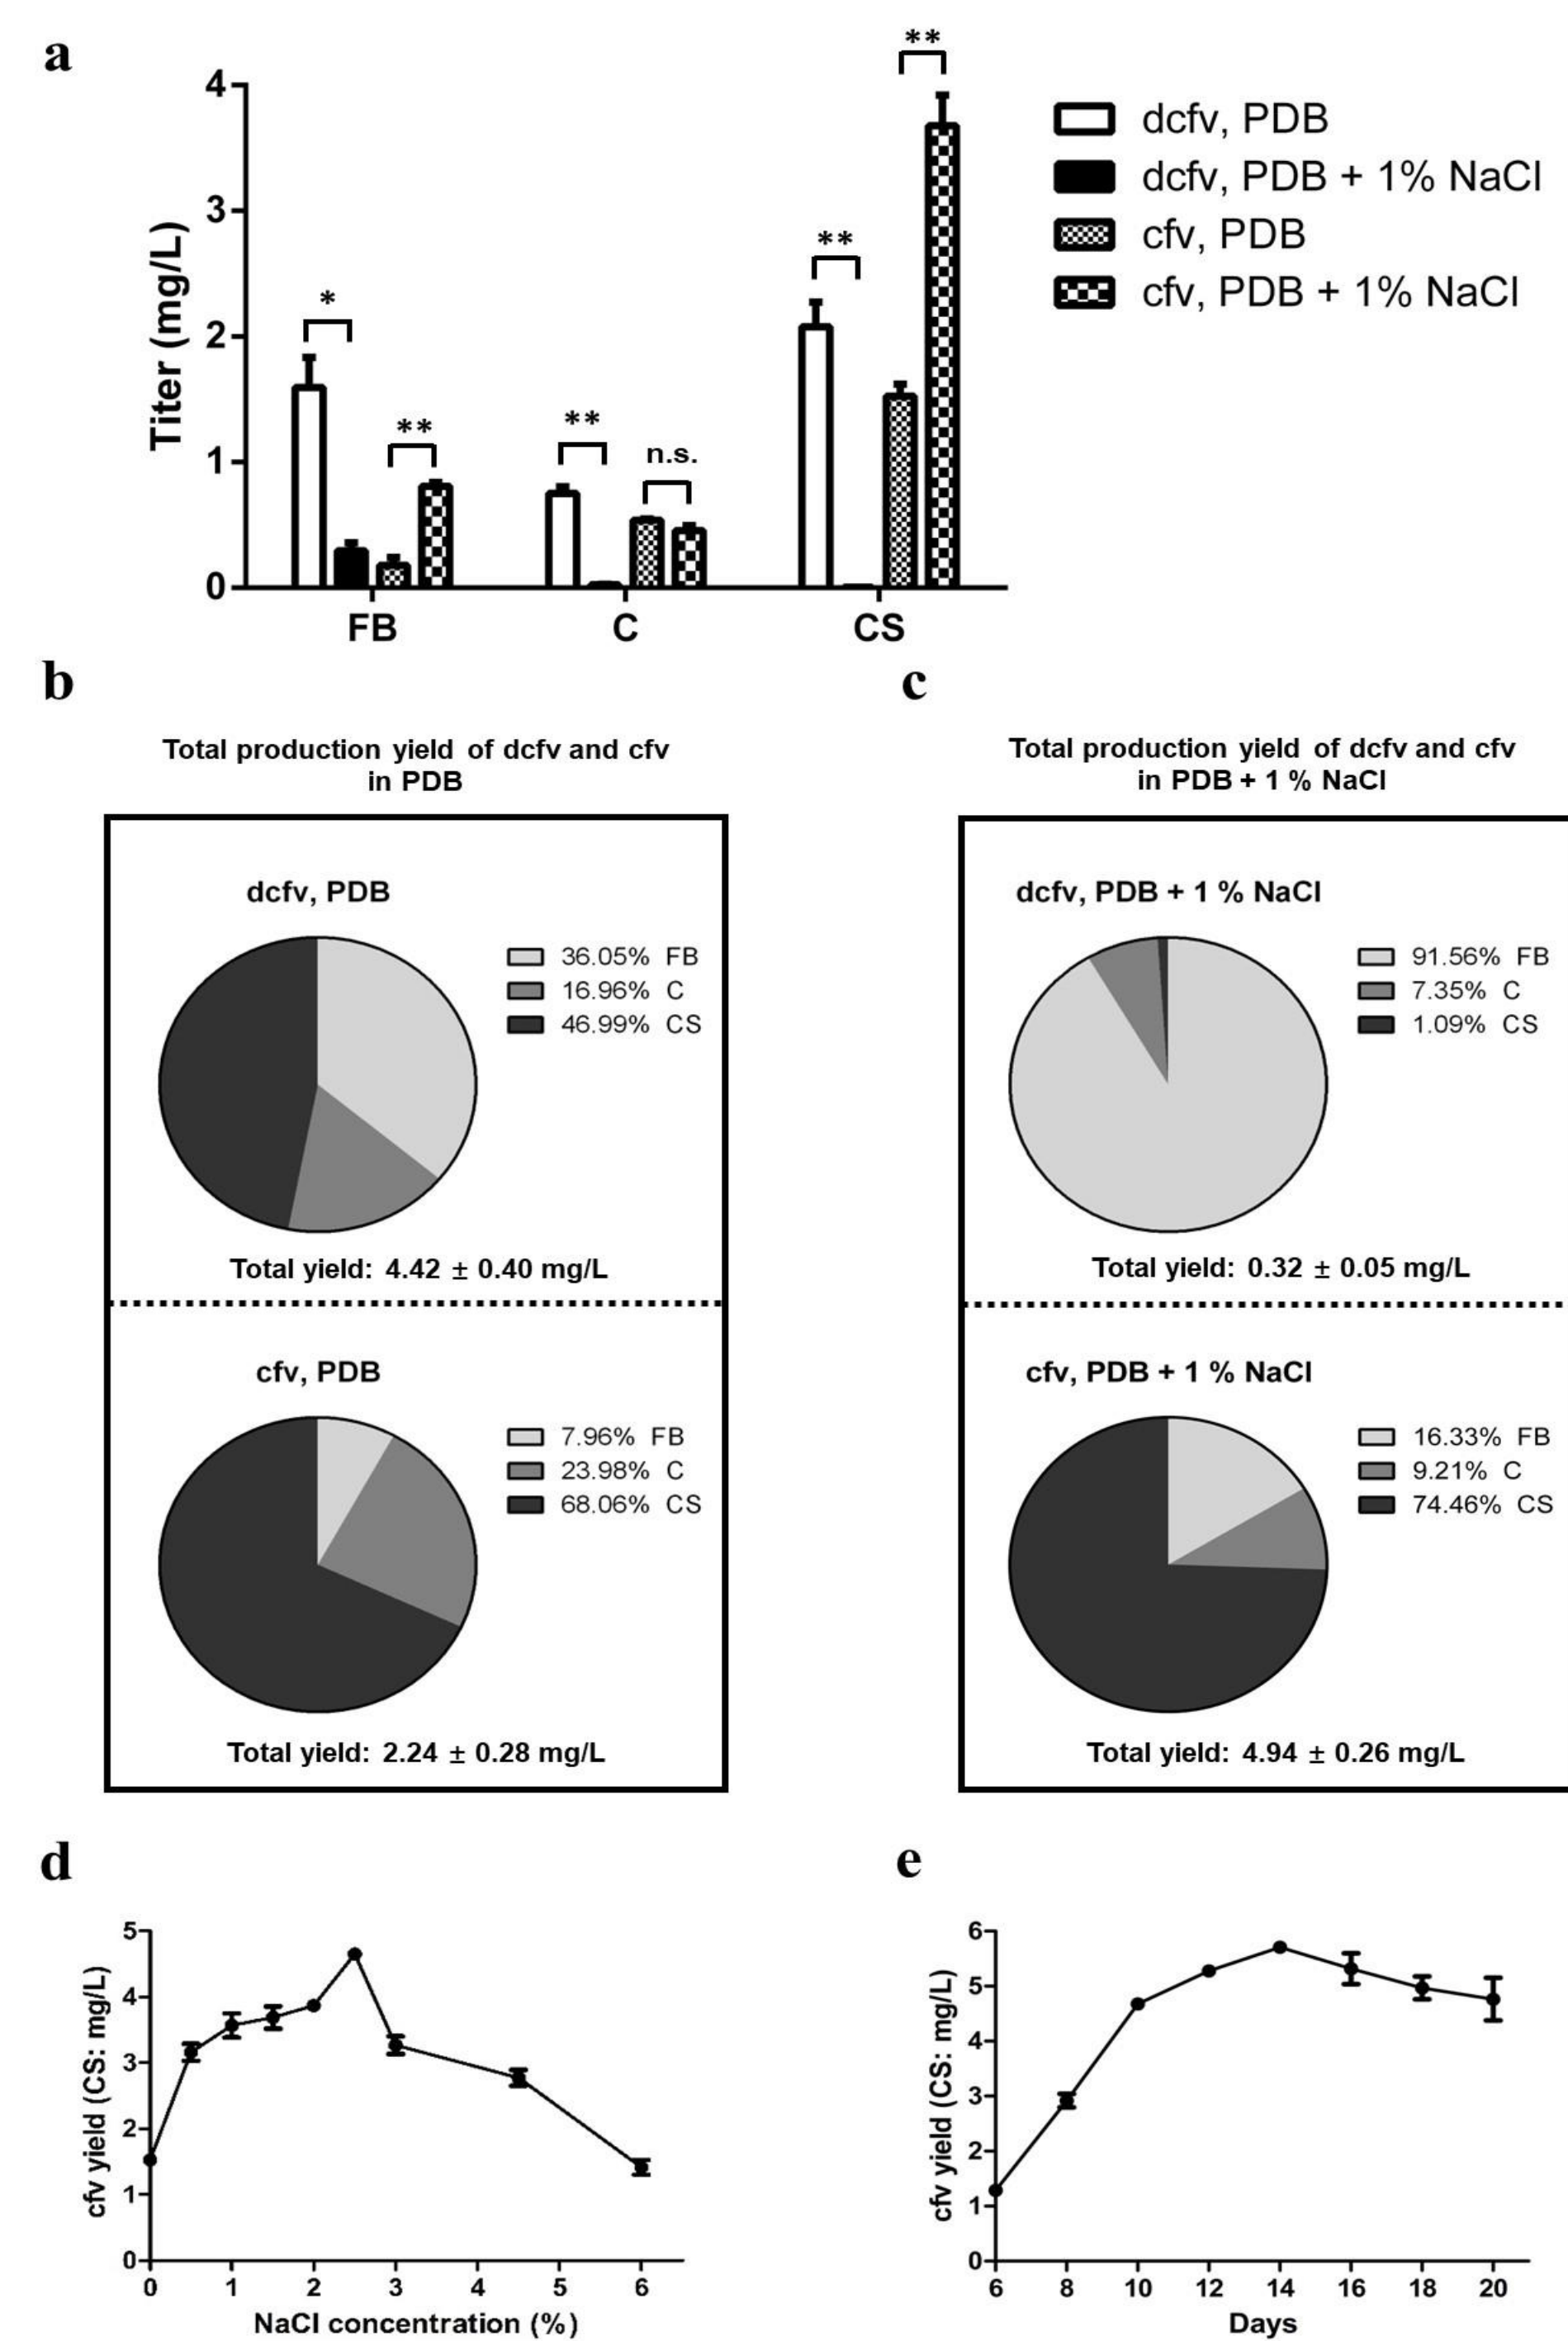 a
**
4
3
2
1
0
Titer (mg/L)
*
**
**
n.s.
**
FB
C
CS
dcfv, PDB
dcfv, PDB + 1% NaCl
cfv, PDB
cfv, PDB + 1% NaCl
b
Total production yield of dcfv and cfv
in PDB
dcfv, PDB
36.05% FB
16.96% C
46.99% CS
Total yield: 4.42 ± 0.40 mg/L
cfv, PDB
7.96% FB
23.98% C
68.06% CS
Total yield: 2.24 ± 0.28 mg/L
c
Total production yield of dcfv and cfv
in PDB + 1 % NaCl
dcfv, PDB + 1 % NaCl
91.56% FB
7.35% C
1.09% CS
Total yield: 0.32 ± 0.05 mg/L
cfv, PDB + 1 % NaCl
16.33% FB
9.21% C
74.46% CS
Total yield: 4.94 ± 0.26 mg/L
d
5
4
3
2
1
0
cfv yield (CS: mg/L)
0 1 2 3 4 5 6
NaCl concentration (%)
e
6
5
4
3
2
1
0
cfv yield (CS: mg/L)
6 8 10 12 14 16 18 20
Days